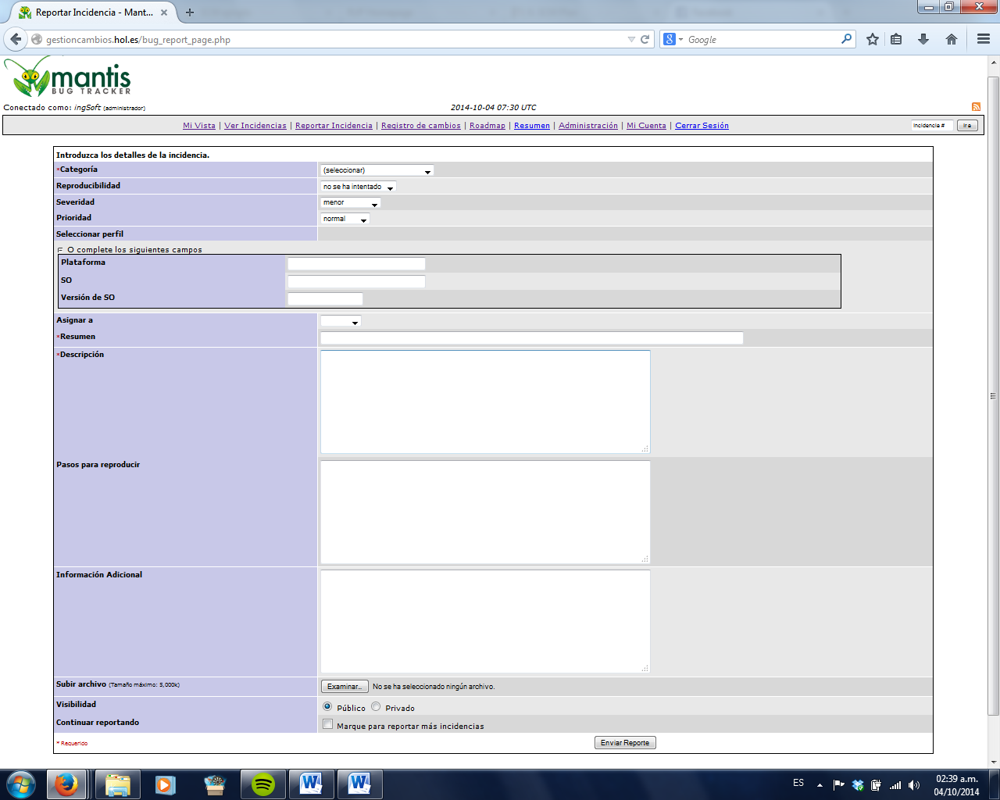 Reportar Incidencia - Mant...
gestioncambios.hol.es/bug_report_page.php
Google
mantis
BUG TRACKER
Conectado como: ingSoft (administrador)
2014-10-04 07:30 UTC
Mi Vista | Ver Incidencias | Reportar Incidencia | Registro de cambios | Roadmap | Resumen | Administración | Mi Cuenta | Cerrar Sesión
Incidencia #
Ir a
Introduzca los detalles de la incidencia.
*Categoría
(seleccionar)
Reproducibilidad
no se ha intentado
Severidad
menor
Prioridad
normal
Seleccionar perfil
O complete los siguientes campos
Plataforma
SO
Versión de SO
Asignar a
*Resumen
*Descripción
Pasos para reproducir
Información Adicional
Subir archivo (Tamaño máximo: 5,000k)
Examinar... No se ha seleccionado ningún archivo.
Visibilidad
Público Privado
Continuar reportando
Marque para reportar más incidencias
* Requerido
Enviar Reporte
ES
02:39 a.m.
04/10/2014